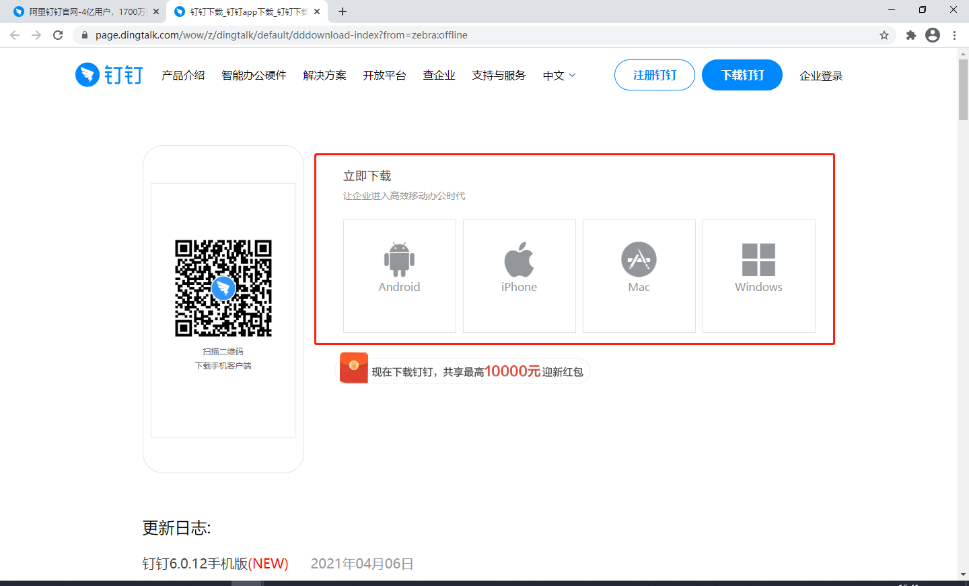 阿里钉钉官网-4亿用户，1700万
钉钉下载_钉钉app下载_钉钉下载
page.dingtalk.com/wow/z/dingtalk/default/dddownload-index?from=zebra:offline
钉钉 产品介绍 智能办公硬件 解决方案 开放平台 查企业 支持与服务 中文 注册钉钉 下载钉钉 企业登录
立即下载
让企业进入高效移动办公时代
Android iPhone Mac Windows
扫描二维码
下载手机客户端
现在下载钉钉，共享最高10000元迎新红包
更新日志:
钉钉6.0.12手机版(NEW) 2021年04月06日